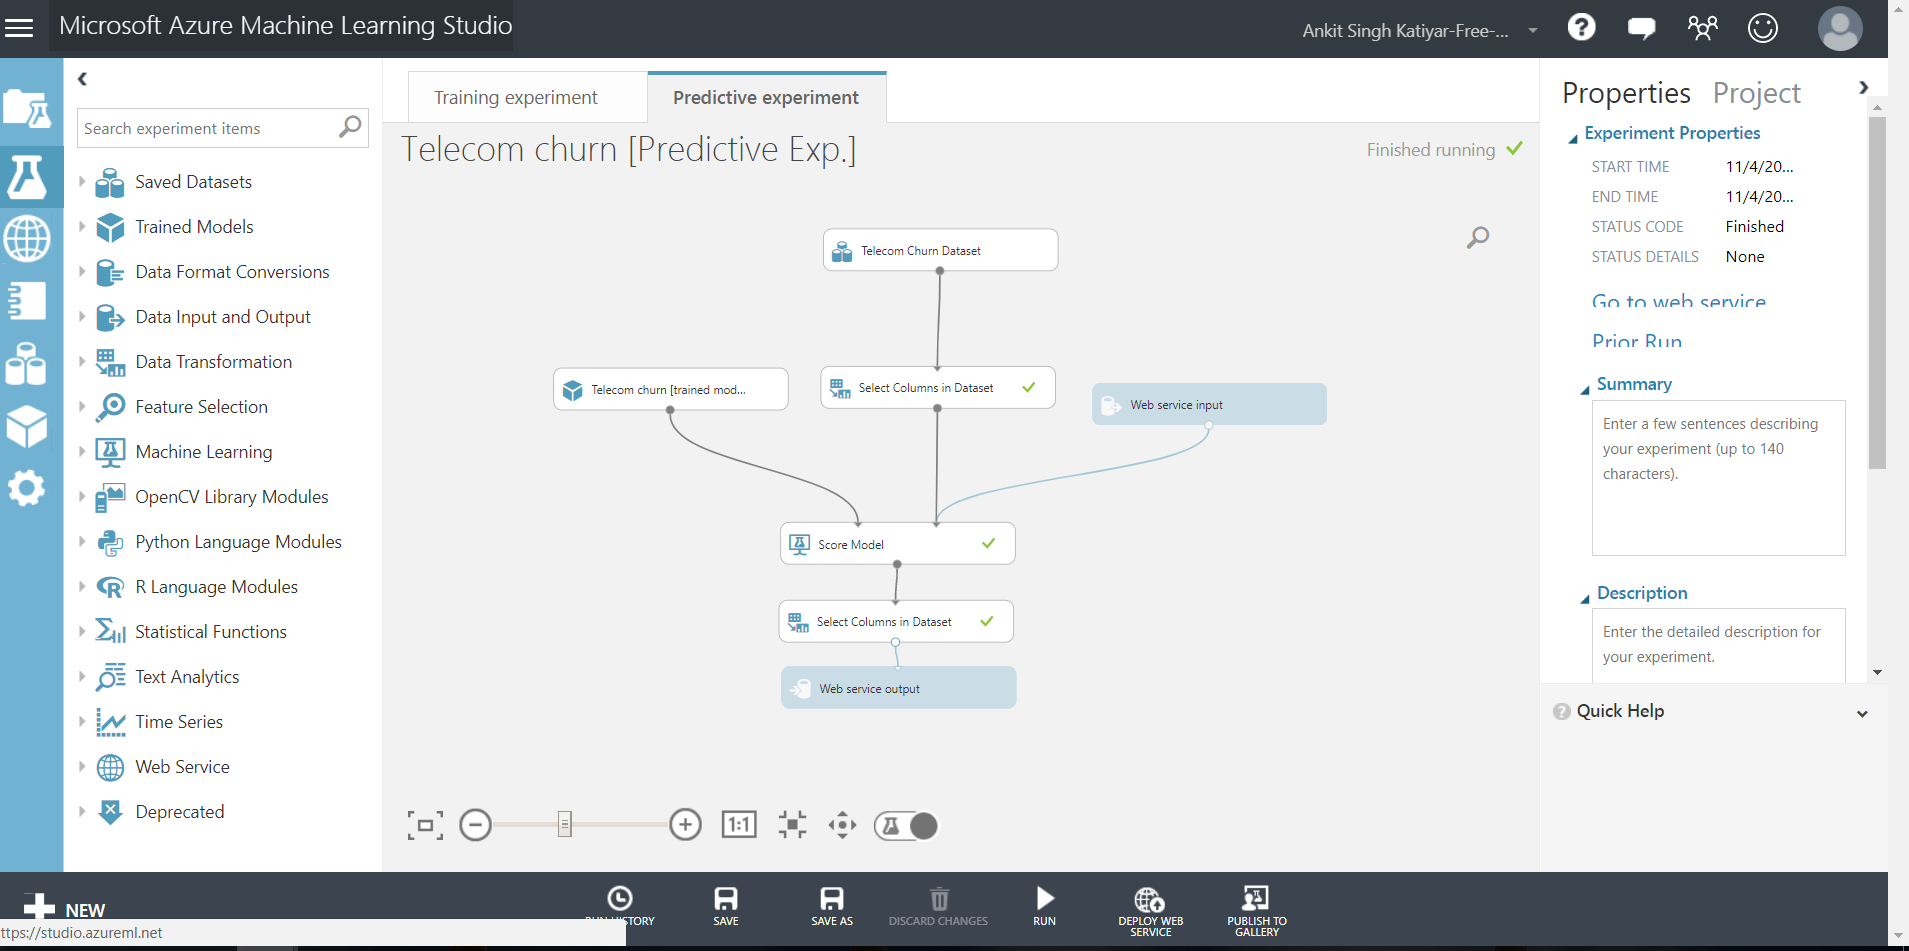 Microsoft Azure Machine Learning Studio
Ankit Singh Katiyar-Free-...
Search experiment items
Saved Datasets
Trained Models
Data Format Conversions
Data Input and Output
Data Transformation
Feature Selection
Machine Learning
OpenCV Library Modules
Python Language Modules
R Language Modules
Statistical Functions
Text Analytics
Time Series
Web Service
Deprecated
Training experiment
Predictive experiment
Telecom churn [Predictive Exp.]
Finished running
Telecom Churn Dataset
Telecom churn [trained mod...
Select Columns in Dataset
Web service input
Score Model
Select Columns in Dataset
Web service output
1:1
Properties Project
Experiment Properties
START TIME 11/4/20...
END TIME 11/4/20...
STATUS CODE Finished
STATUS DETAILS None
Go to web service
Prior Run
Summary
Enter a few sentences describing
your experiment (up to 140
characters).
Description
Enter the detailed description for
your experiment.
Quick Help
NEW
RUN HISTORY
SAVE
SAVE AS
DISCARD CHANGES
RUN
DEPLOY WEB
SERVICE
PUBLISH TO
GALLERY
ttps://studio.azureml.net